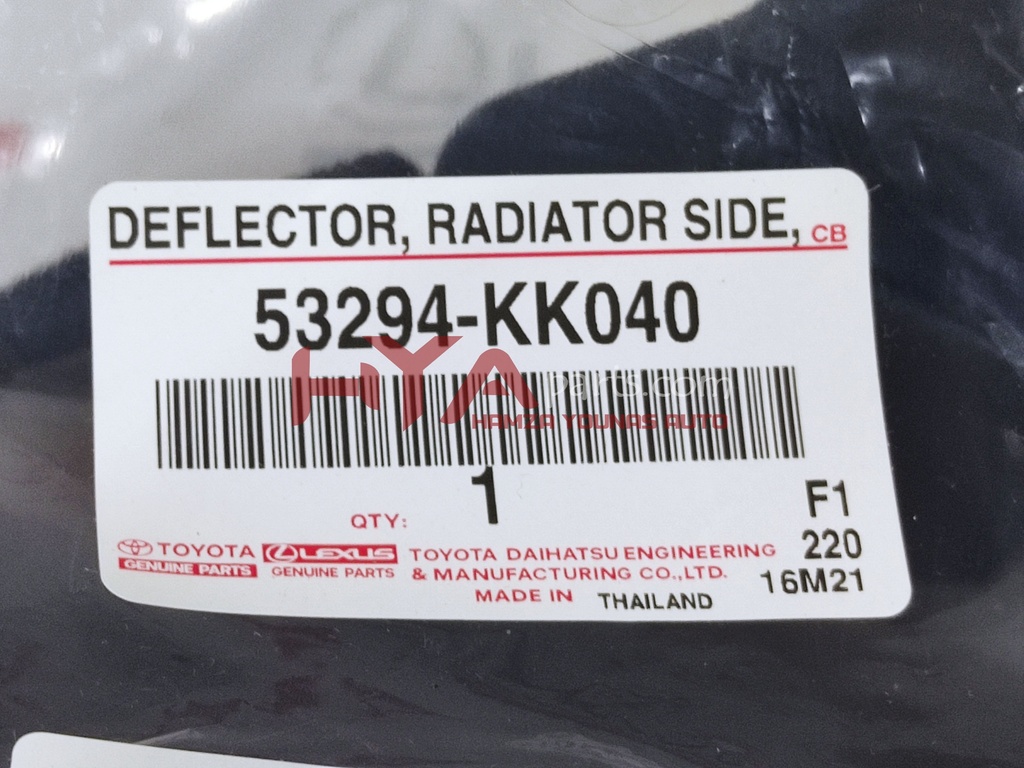 DEFLECTOR, RADIATOR SIDE, CB
53294-KK040
HYA parts.com
HAMZA YOUNAS AUTO
1
QTY:
F1
TOYOTA LEXUS TOYOTA DAIHATSU ENGINEERING 220
GENUINE PARTS GENUINE PARTS & MANUFACTURING CO.,LTD. 16M21
MADE IN THAILAND